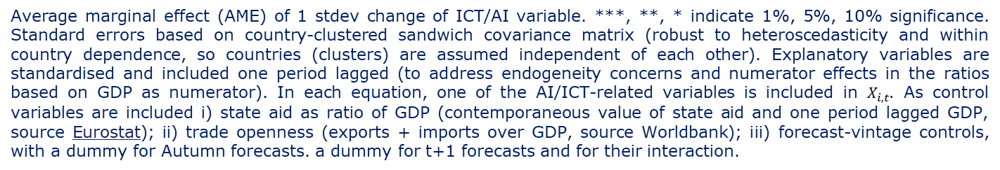 Average marginal effect (AME) of 1 stdev change of ICT/AI variable. ***, **, * indicate 1%, 5%, 10% significance.
Standard errors based on country-clustered sandwich covariance matrix (robust to heteroscedasticity and within
country dependence, so countries (clusters) are assumed independent of each other). Explanatory variables are
standardised and included one period lagged (to address endogeneity concerns and numerator effects in the ratios
based on GDP as numerator). In each equation, one of the AI/ICT-related variables is included in X_{i,t}. As control
variables are included i) state aid as ratio of GDP (contemporaneous value of state aid and one period lagged GDP,
source Eurostat); ii) trade openness (exports + imports over GDP, source Worldbank); iii) forecast-vintage controls,
with a dummy for Autumn forecasts. a dummy for t+1 forecasts and for their interaction.